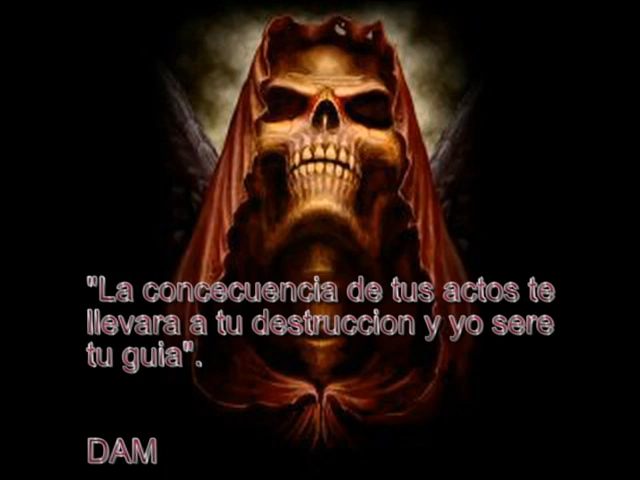 "La concecuencia de tus actos te
llevara a tu destruccion y yo sere
tu guia".
DAM